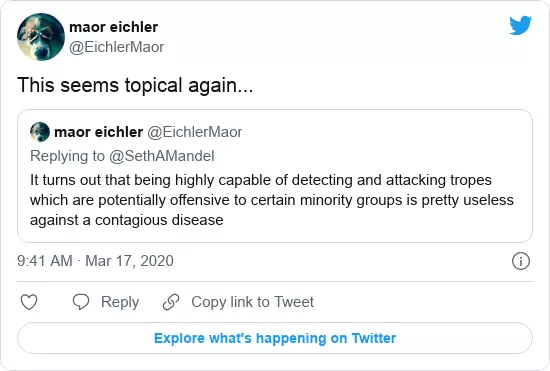 maor eichler
@EichlerMaor
This seems topical again...
maor eichler @EichlerMaor
Replying to @SethAMandel
It turns out that being highly capable of detecting and attacking tropes
which are potentially offensive to certain minority groups is pretty useless
against a contagious disease
9:41 AM · Mar 17, 2020
Reply Copy link to Tweet
Explore what's happening on Twitter